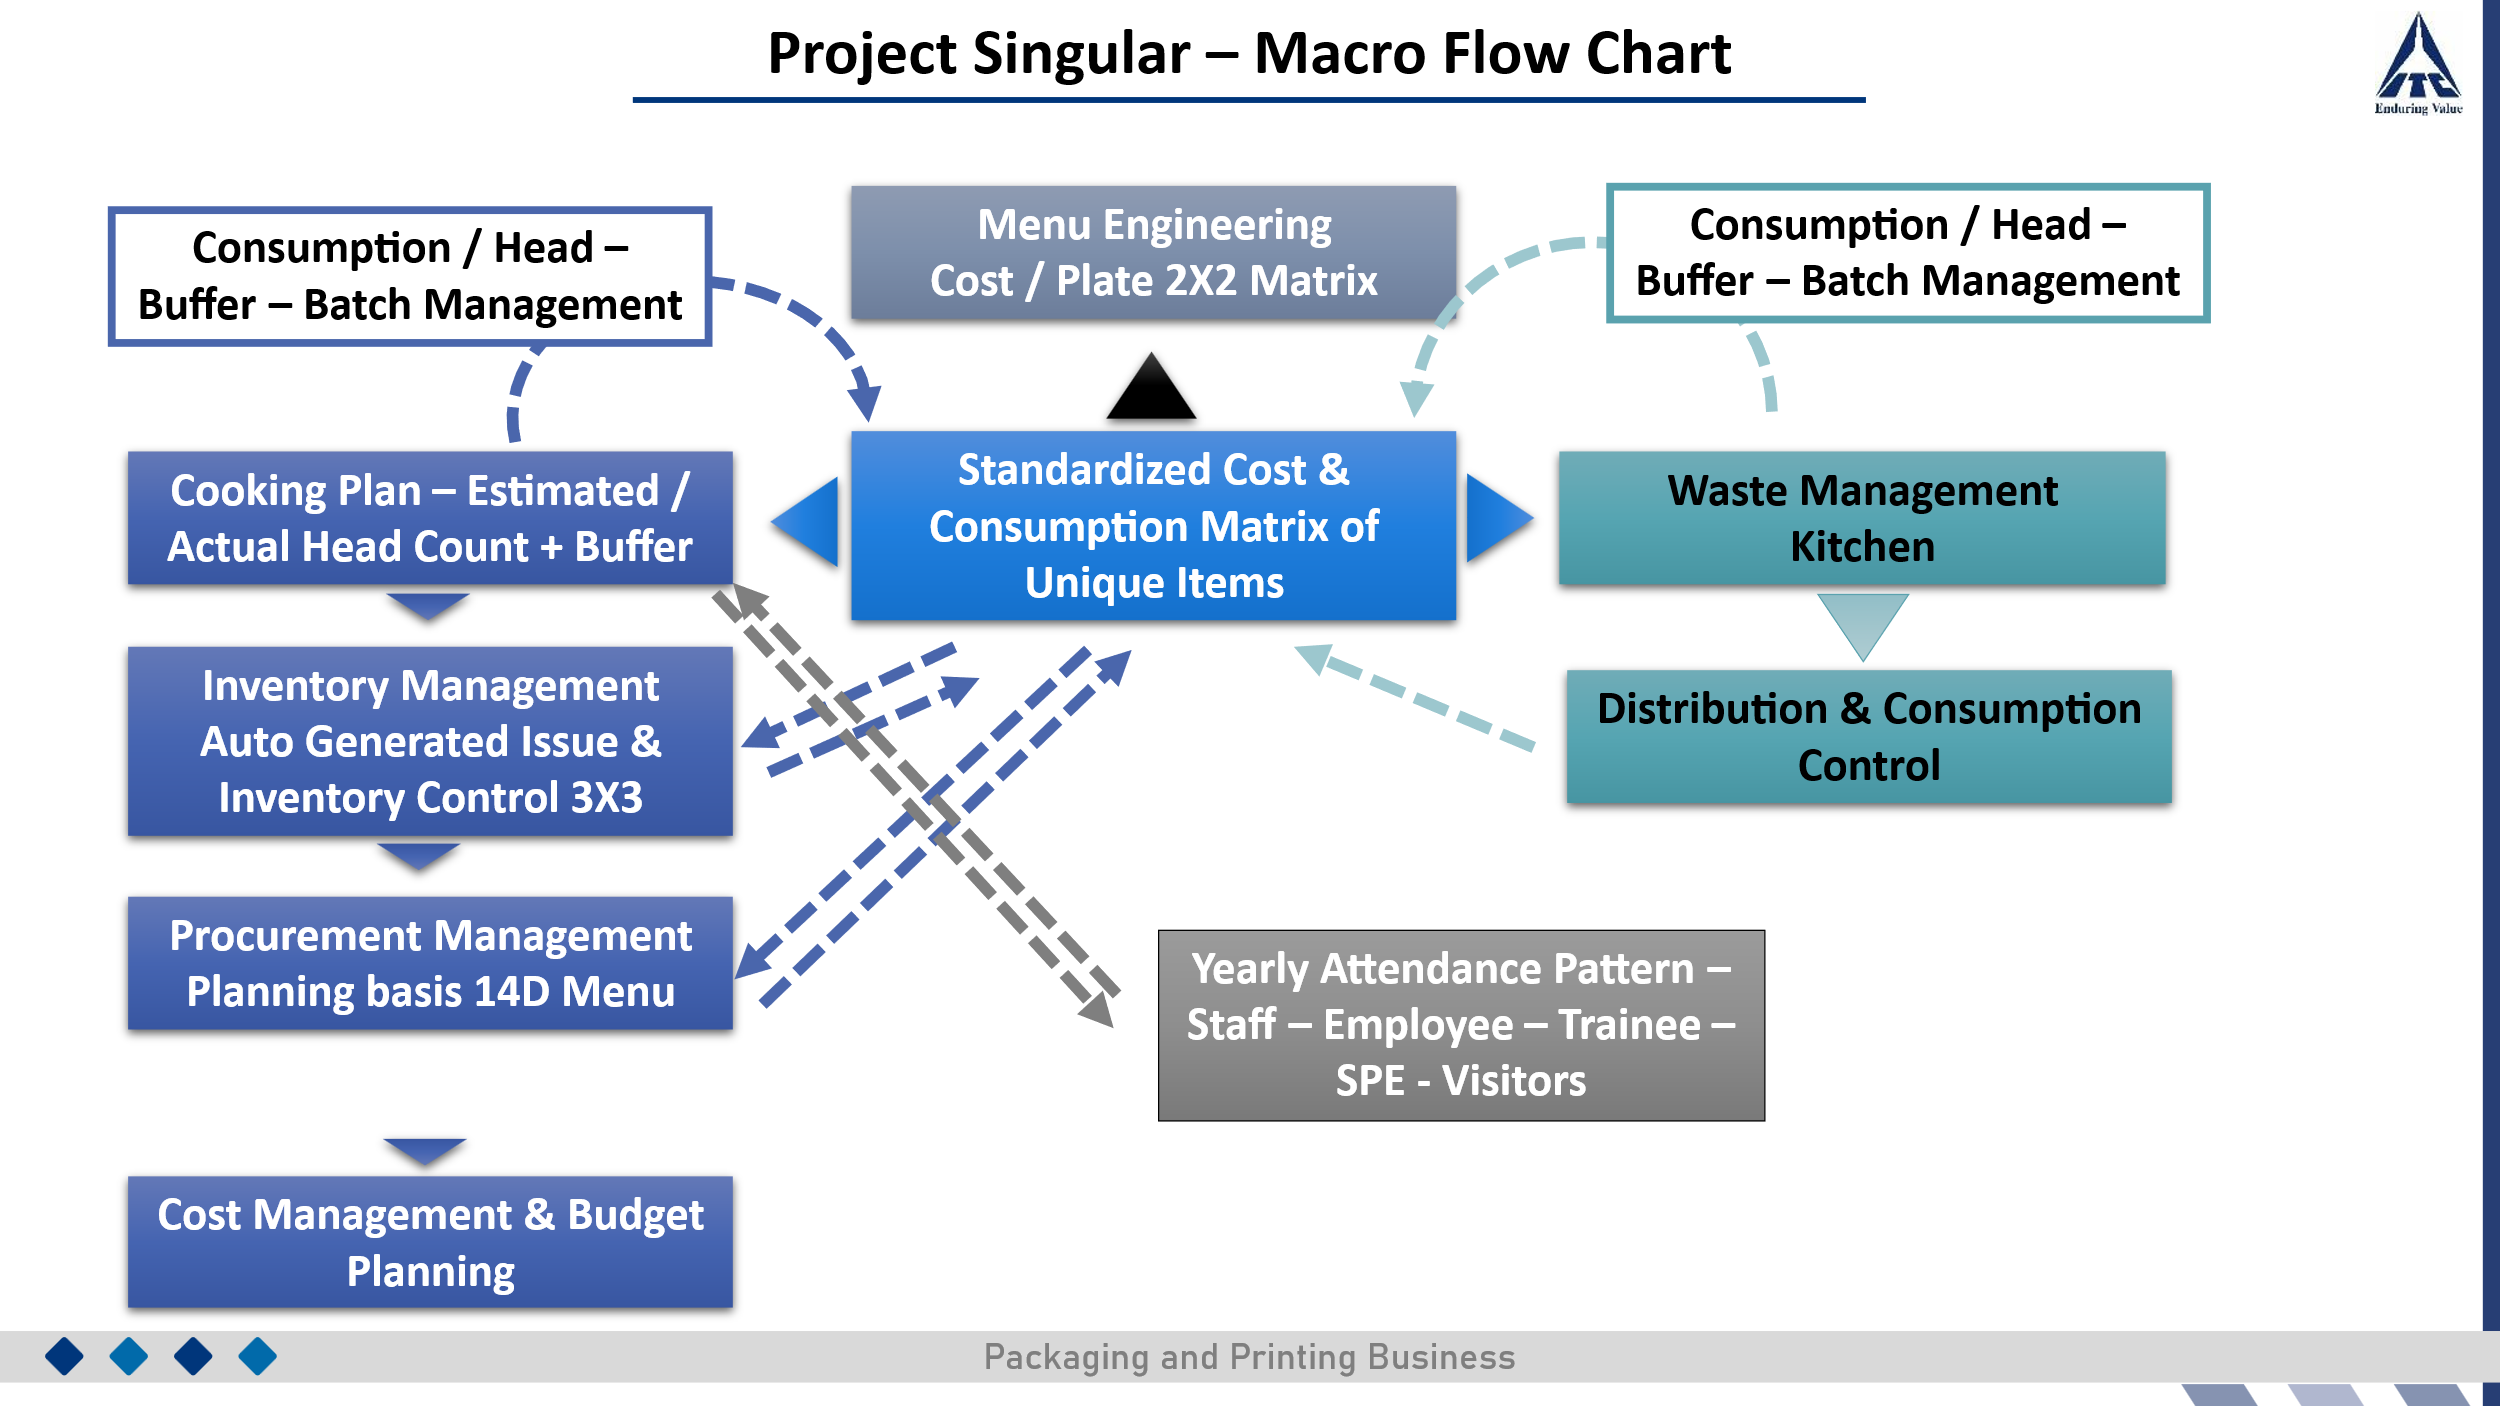 Project Singular – Macro Flow Chart
ITC
Enduring Value
Consumption / Head –
Buffer – Batch Management
Menu Engineering
Cost / Plate 2X2 Matrix
Consumption / Head –
Buffer – Batch Management
Cooking Plan – Estimated /
Actual Head Count + Buffer
Standardized Cost &
Consumption Matrix of
Unique Items
Waste Management
Kitchen
Inventory Management
Auto Generated Issue &
Inventory Control 3X3
Distribution & Consumption
Control
Procurement Management
Planning basis 14D Menu
Yearly Attendance Pattern –
Staff – Employee – Trainee –
SPE - Visitors
Cost Management & Budget
Planning
Packaging and Printing Business